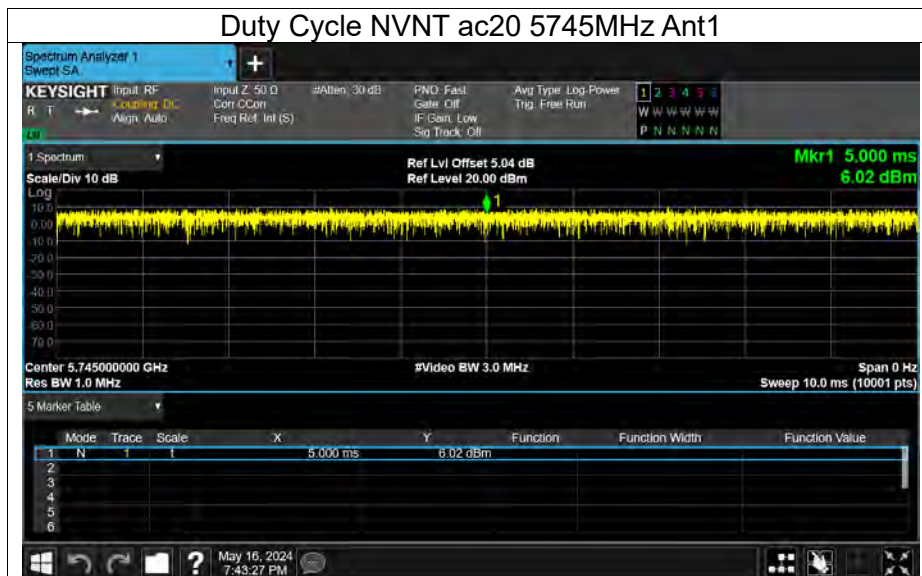 Duty Cycle NVNT ac20 5745MHz Ant1
Spectrum Analyzer 1
Swept SA
+
KEYSIGHT Input: RF Input Z: 50 Ω #Atten: 30 dB PNO: Fast Avg Type: Log-Power 1 2 3 4 5 6
R T Coupling: DC Corr CCorr Gate: Off Trig: Free Run W W W W W W
Align: Auto Freq Ref: Int (S) IF Gain: Low
Sig Track: Off P N N N N N
1 Spectrum Ref Lvl Offset 5.04 dB Mkr1 5.000 ms
Scale/Div 10 dB Ref Level 20.00 dBm 6.02 dBm
Log
10.0
1
0.00
-10.0
-20.0
-30.0
-40.0
-50.0
-60.0
-70.0
Center 5.745000000 GHz #Video BW 3.0 MHz Span 0 Hz
Res BW 1.0 MHz Sweep 10.0 ms (10001 pts)
5 Marker Table
Mode Trace Scale X Y Function Function Width Function Value
1 N 1 t 5.000 ms 6.02 dBm
2
3
4
5
6
? May 16, 2024
7:43:27 PM